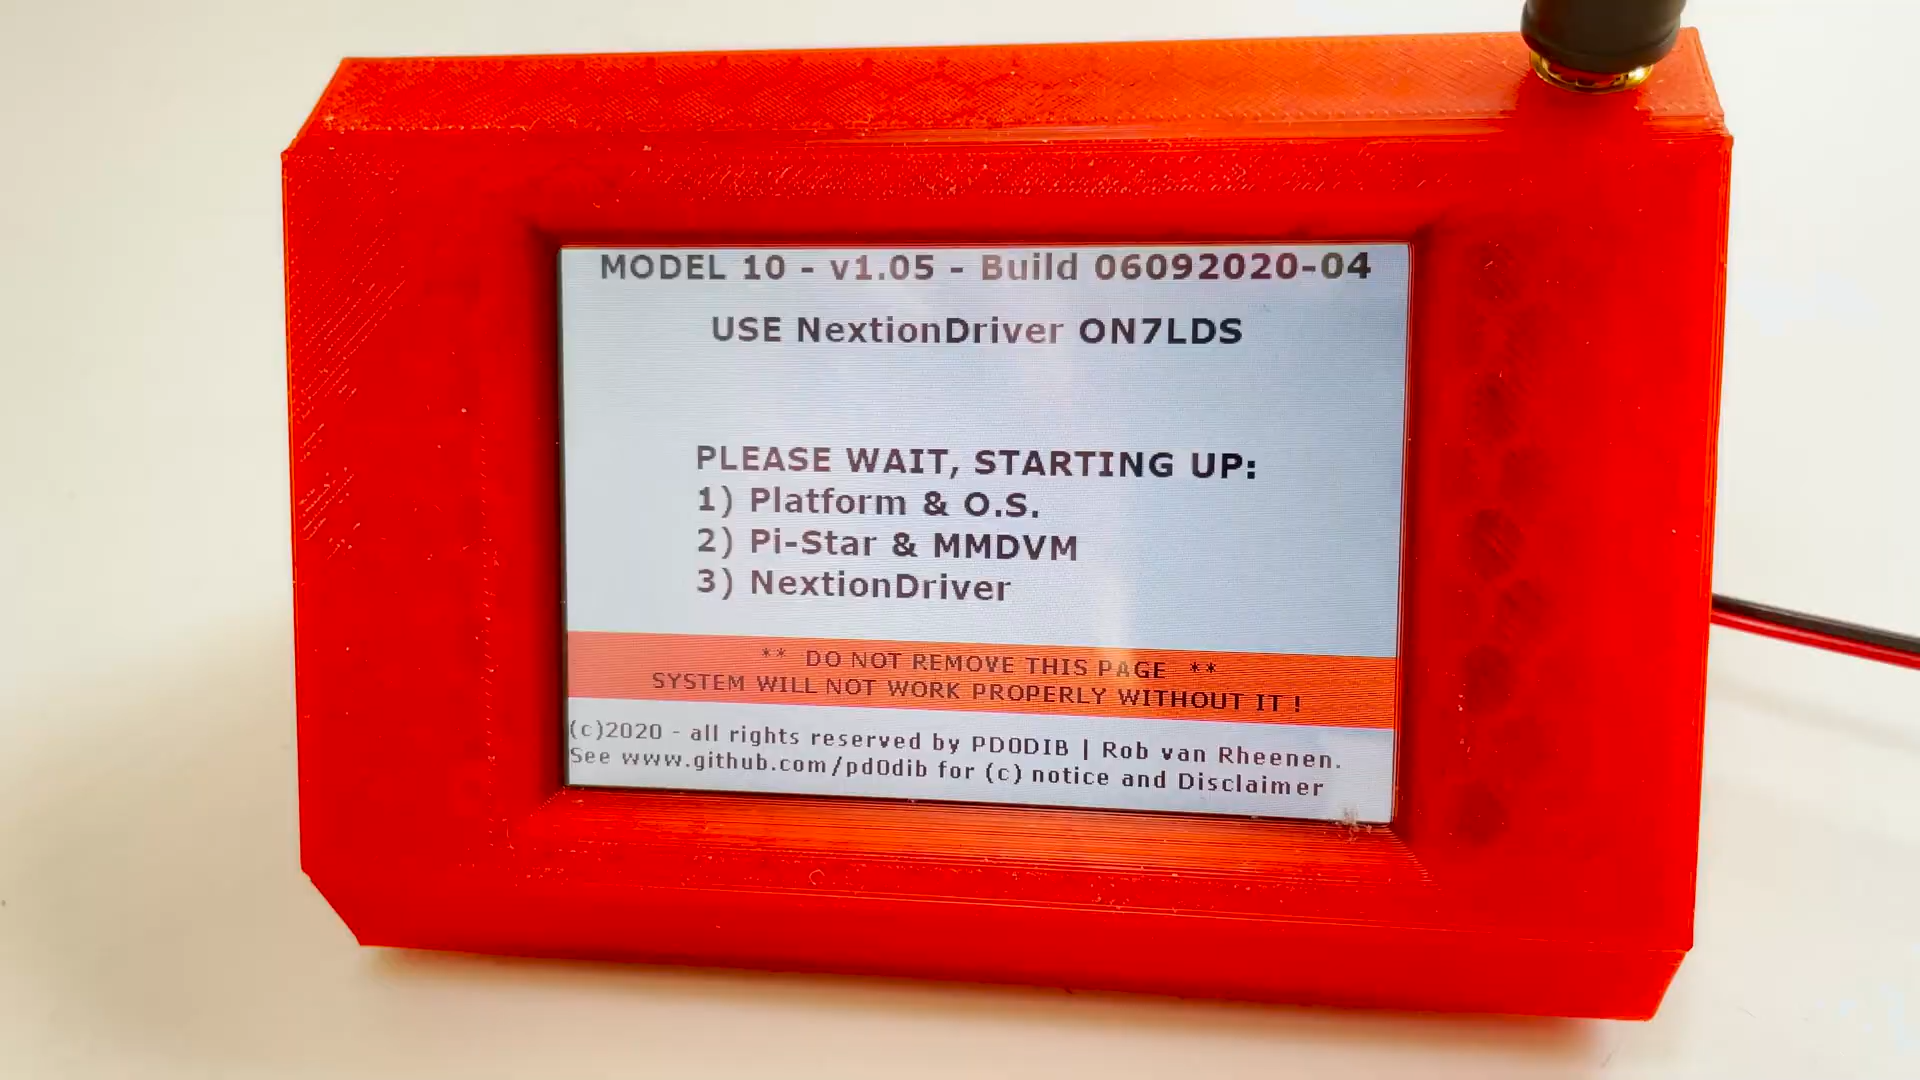 MODEL 10 - v1.05 - Build 06092020-04
USE NextionDriver ON7LDS
PLEASE WAIT, STARTING UP:
1) Platform & O.S.
2) Pi-Star & MMDVM
3) NextionDriver
** DO NOT REMOVE THIS PAGE **
SYSTEM WILL NOT WORK PROPERLY WITHOUT IT !
(c)2020 - all rights reserved by PD0DIB | Rob van Rheenen.
See www.github.com/pd0dib for (c) notice and Disclaimer